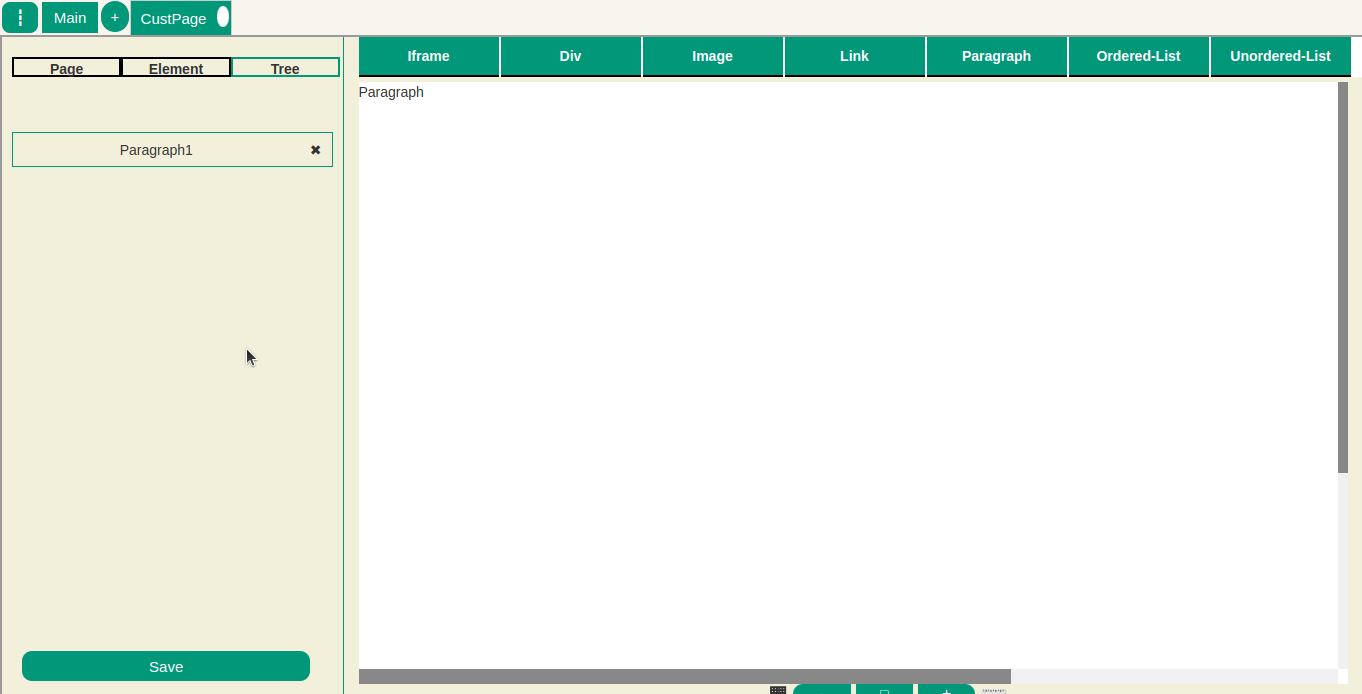 ┇ Main + CustPage
Iframe Div Image Link Paragraph Ordered-List Unordered-List
Page Element Tree
Paragraph
Paragraph1 ✖
Save